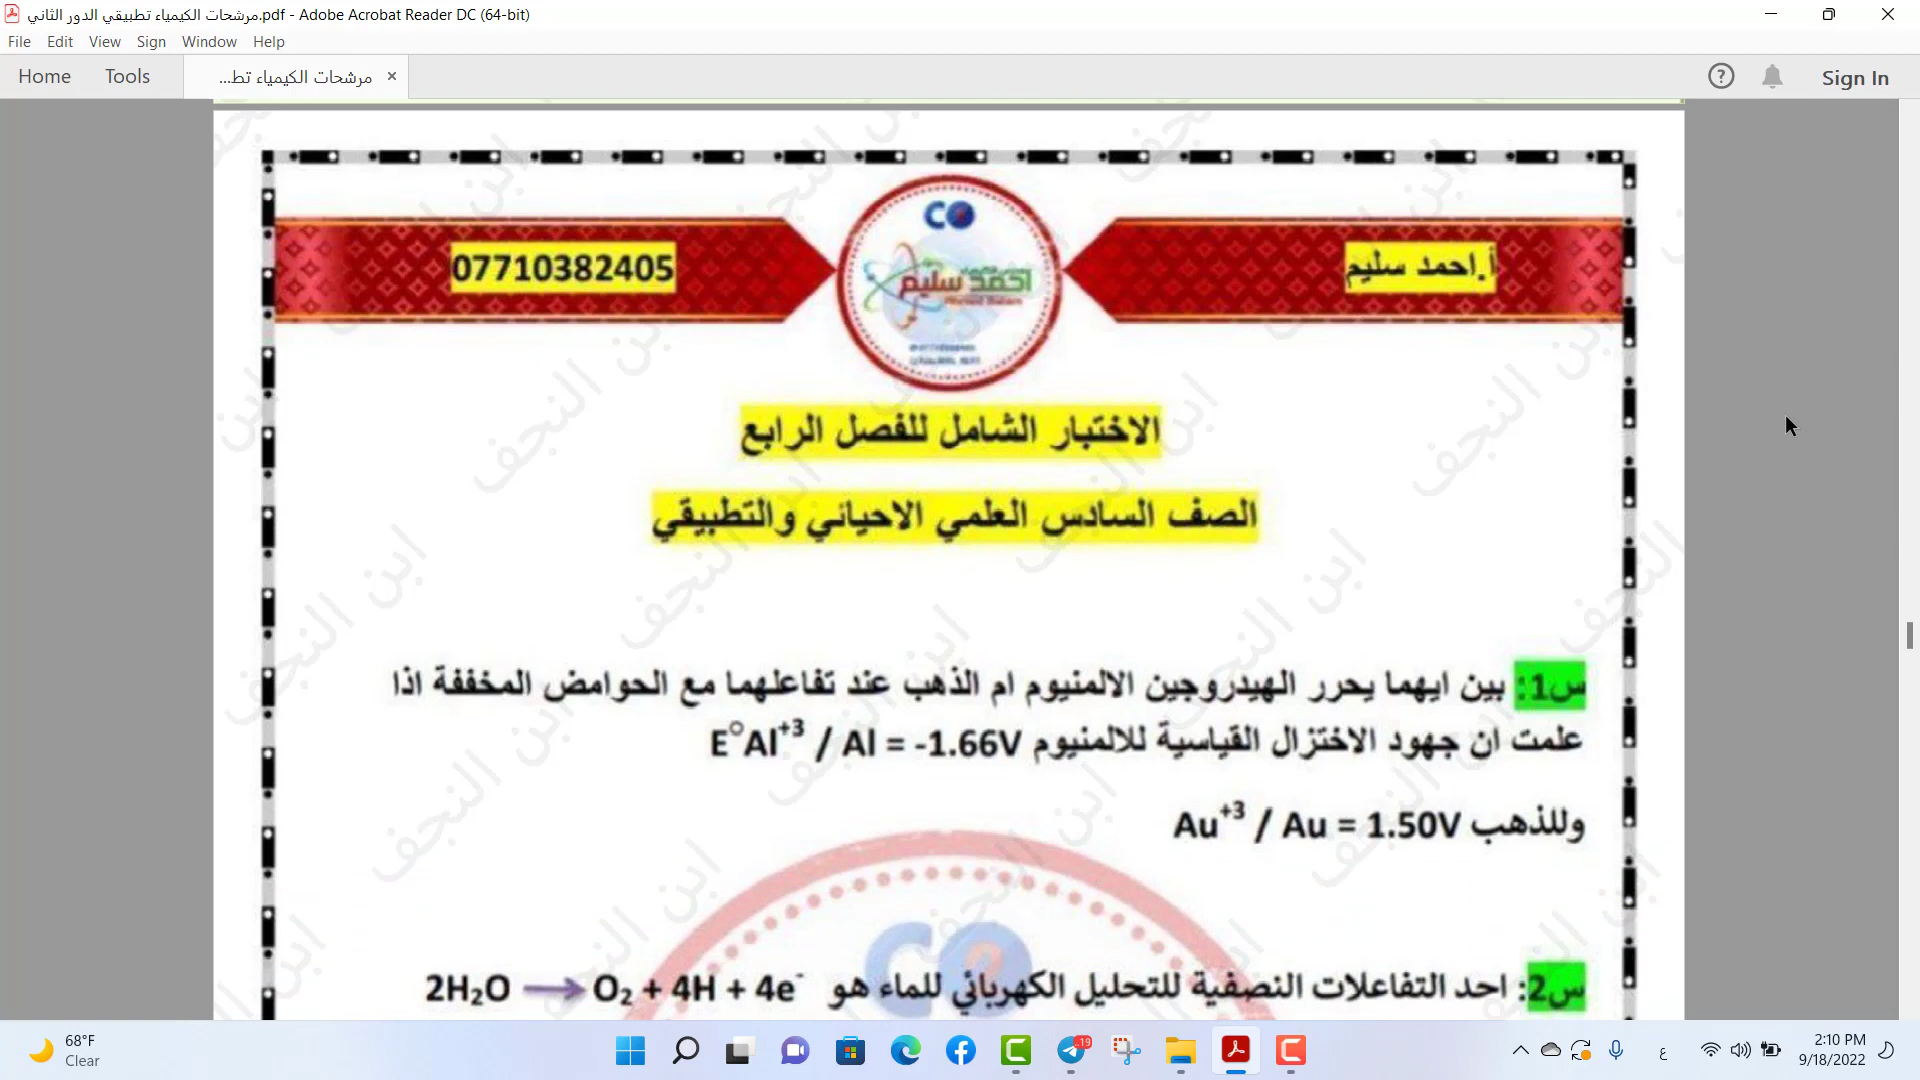 مرشحات الكيمياء تطبيقي الدور الثاني.pdf - Adobe Acrobat Reader DC (64-bit)
File Edit View Sign Window Help
Home Tools مرشحات الكيمياء تط... × Sign In
أ.احمد سليم
CO
احمد سليم
07710382405
الاختبار الشامل للفصل الرابع
الصف السادس العلمي الاحيائي والتطبيقي
س1: بين ايهما يحرر الهيدروجين الالمنيوم ام الذهب عند تفاعلهما مع الحوامض المخففة اذا
علمت ان جهود الاختزال القياسية للالمنيوم E°Al⁺³ / Al = -1.66V
وللذهب Au⁺³ / Au = 1.50V
س2: احد التفاعلات النصفية للتحليل الكهربائي للماء هو 2H₂O ⟶ O₂ + 4H + 4e⁻
ابن النجف
68°F
Clear
19
ع
2:10 PM
9/18/2022